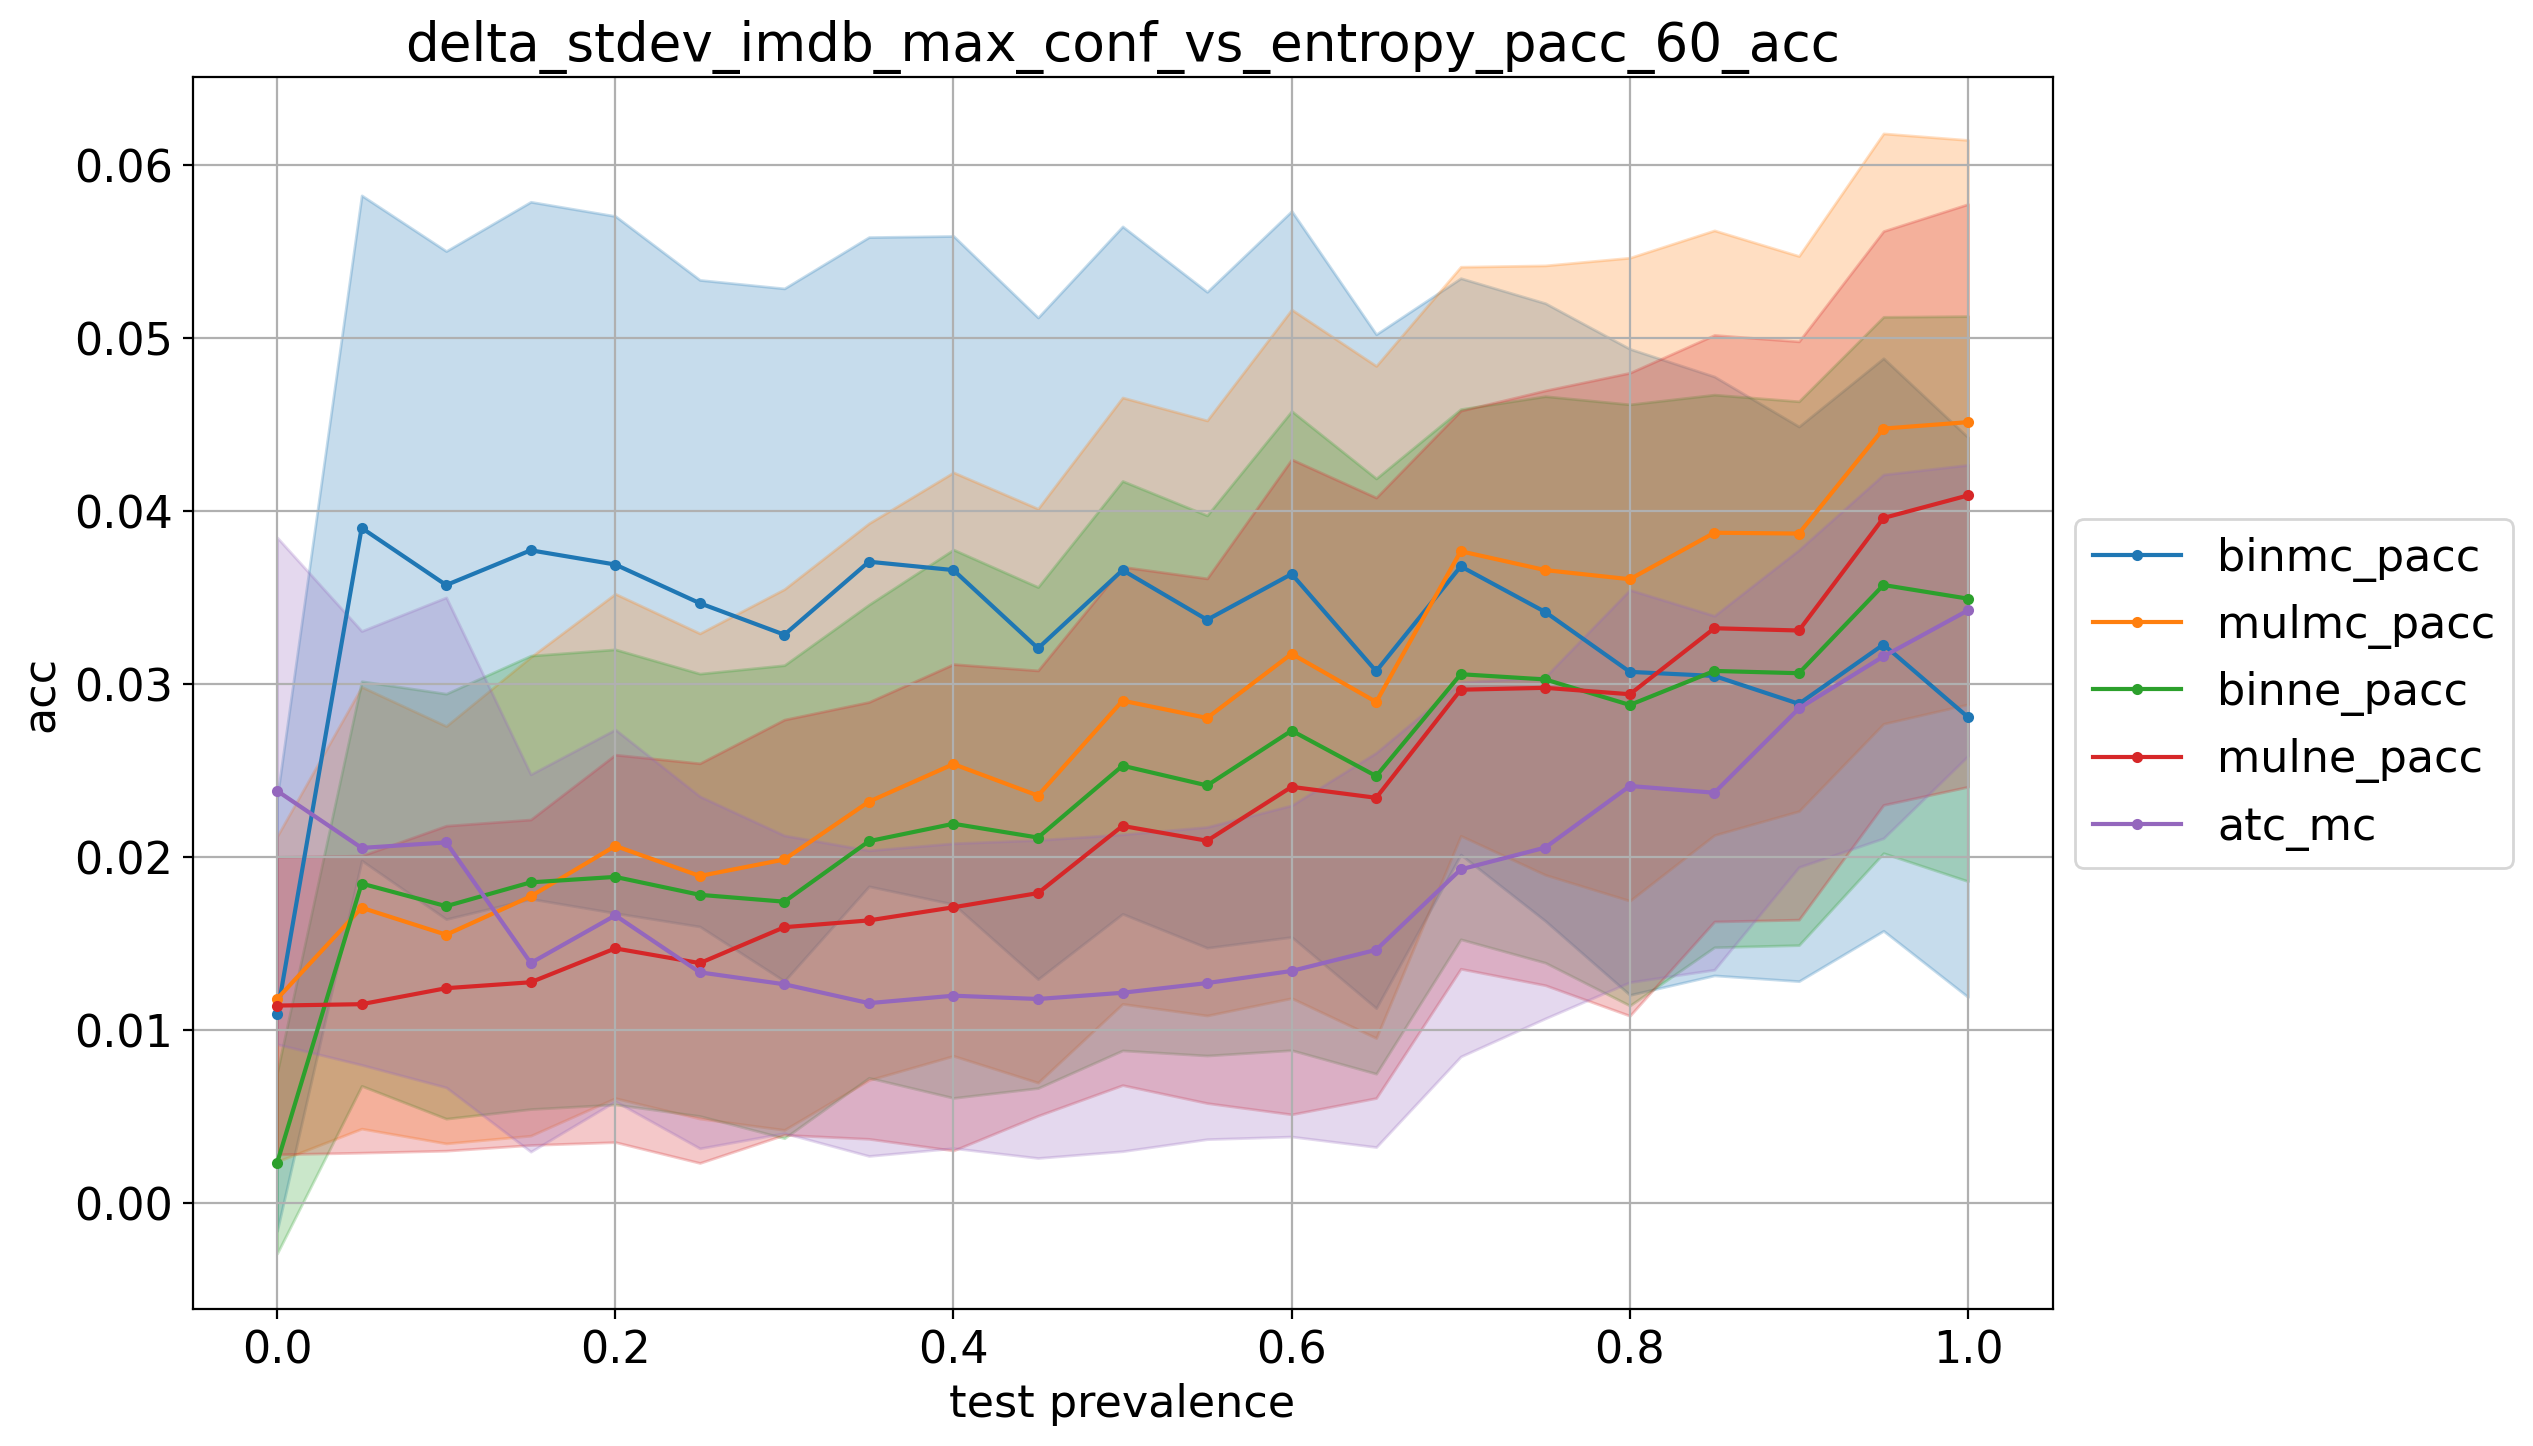 delta_stdev_imdb_max_conf_vs_entropy_pacc_60_acc
0.06
0.05
0.04
0.03
0.02
0.01
0.00
acc
0.0 0.2 0.4 0.6 0.8 1.0
test prevalence
binmc_pacc
mulmc_pacc
binne_pacc
mulne_pacc
atc_mc